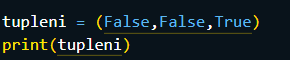 tupleni = (False,False,True)
print(tupleni)